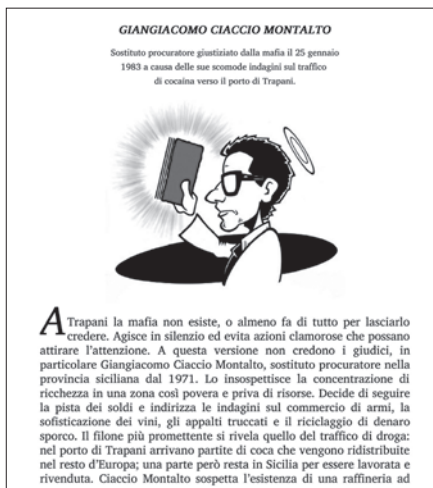 GIANGIACOMO CIACCIO MONTALTO
Sostituto procuratore giustiziato dalla mafia il 25 gennaio
1983 a causa delle sue scomode indagini sul traffico
di cocaina verso il porto di Trapani.
A Trapani la mafia non esiste, o almeno fa di tutto per lasciarlo
credere. Agisce in silenzio ed evita azioni clamorose che possano
attirare l'attenzione. A questa versione non credono i giudici, in
particolare Giangiacomo Ciaccio Montalto, sostituto procuratore nella
provincia siciliana dal 1971. Lo insospettisce la concentrazione di
ricchezza in una zona così povera e priva di risorse. Decide di seguire
la pista dei soldi e indirizza le indagini sul commercio di armi, la
sofisticazione dei vini, gli appalti truccati e il riciclaggio di denaro
sporco. Il filone più promettente si rivela quello del traffico di droga:
nel porto di Trapani arrivano partite di coca che vengono ridistribuite
nel resto d'Europa; una parte però resta in Sicilia per essere lavorata e
rivenduta. Ciaccio Montalto sospetta l'esistenza di una raffineria ad